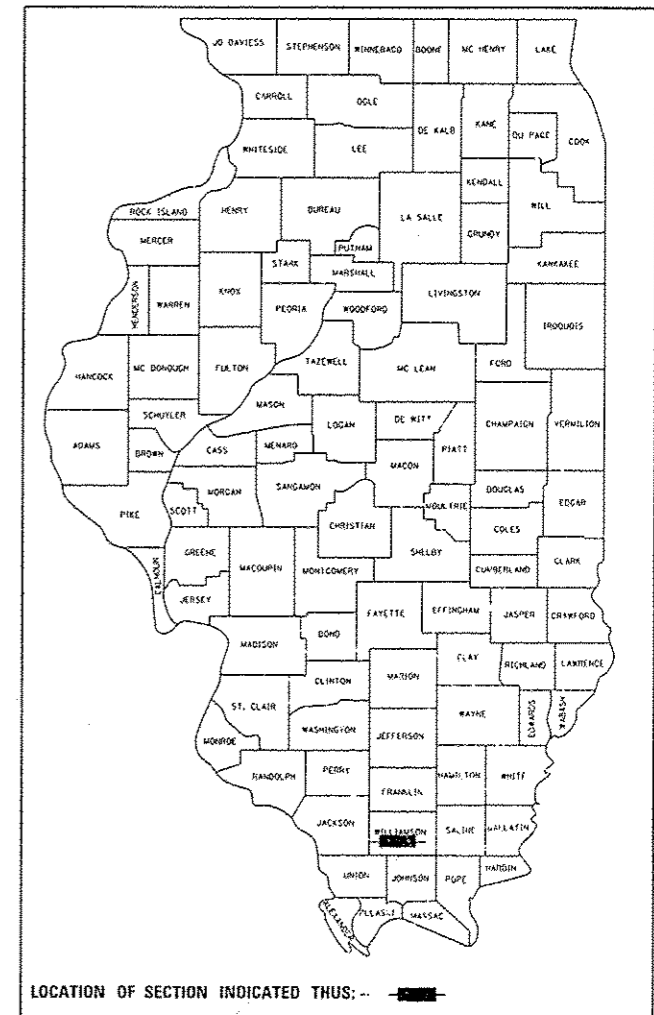 JO DAVIESS STEPHENSON WINNEBAGO BOONE MC HENRY LAKE
CARROLL OGLE DE KALB KANE DU PAGE COOK
WHITESIDE LEE KENDALL WILL
ROCK ISLAND HENRY BUREAU LA SALLE GRUNDY
MERCER STARK PUTNAM MARSHALL KANKAKEE
HENDERSON WARREN KNOX PEORIA WOODFORD LIVINGSTON IROQUOIS
HANCOCK MC DONOUGH FULTON TAZEWELL MC LEAN FORD
SCHUYLER MASON LOGAN DE WITT CHAMPAIGN VERMILION
ADAMS BROWN CASS MENARD MACON PIATT
PIKE SCOTT MORGAN SANGAMON CHRISTIAN MOULTRIE DOUGLAS EDGAR
COLES
CALHOUN GREENE MACOUPIN MONTGOMERY SHELBY CUMBERLAND CLARK
JERSEY FAYETTE EFFINGHAM JASPER CRAWFORD
MADISON BOND CLAY RICHLAND LAWRENCE
CLINTON MARION
ST. CLAIR WASHINGTON WAYNE EDWARDS WABASH
MONROE JEFFERSON
RANDOLPH PERRY HAMILTON WHITE
FRANKLIN
JACKSON WILLIAMSON SALINE GALLATIN
UNION JOHNSON POPE HARDIN
ALEXANDER PULASKI MASSAC
LOCATION OF SECTION INDICATED THUS: --